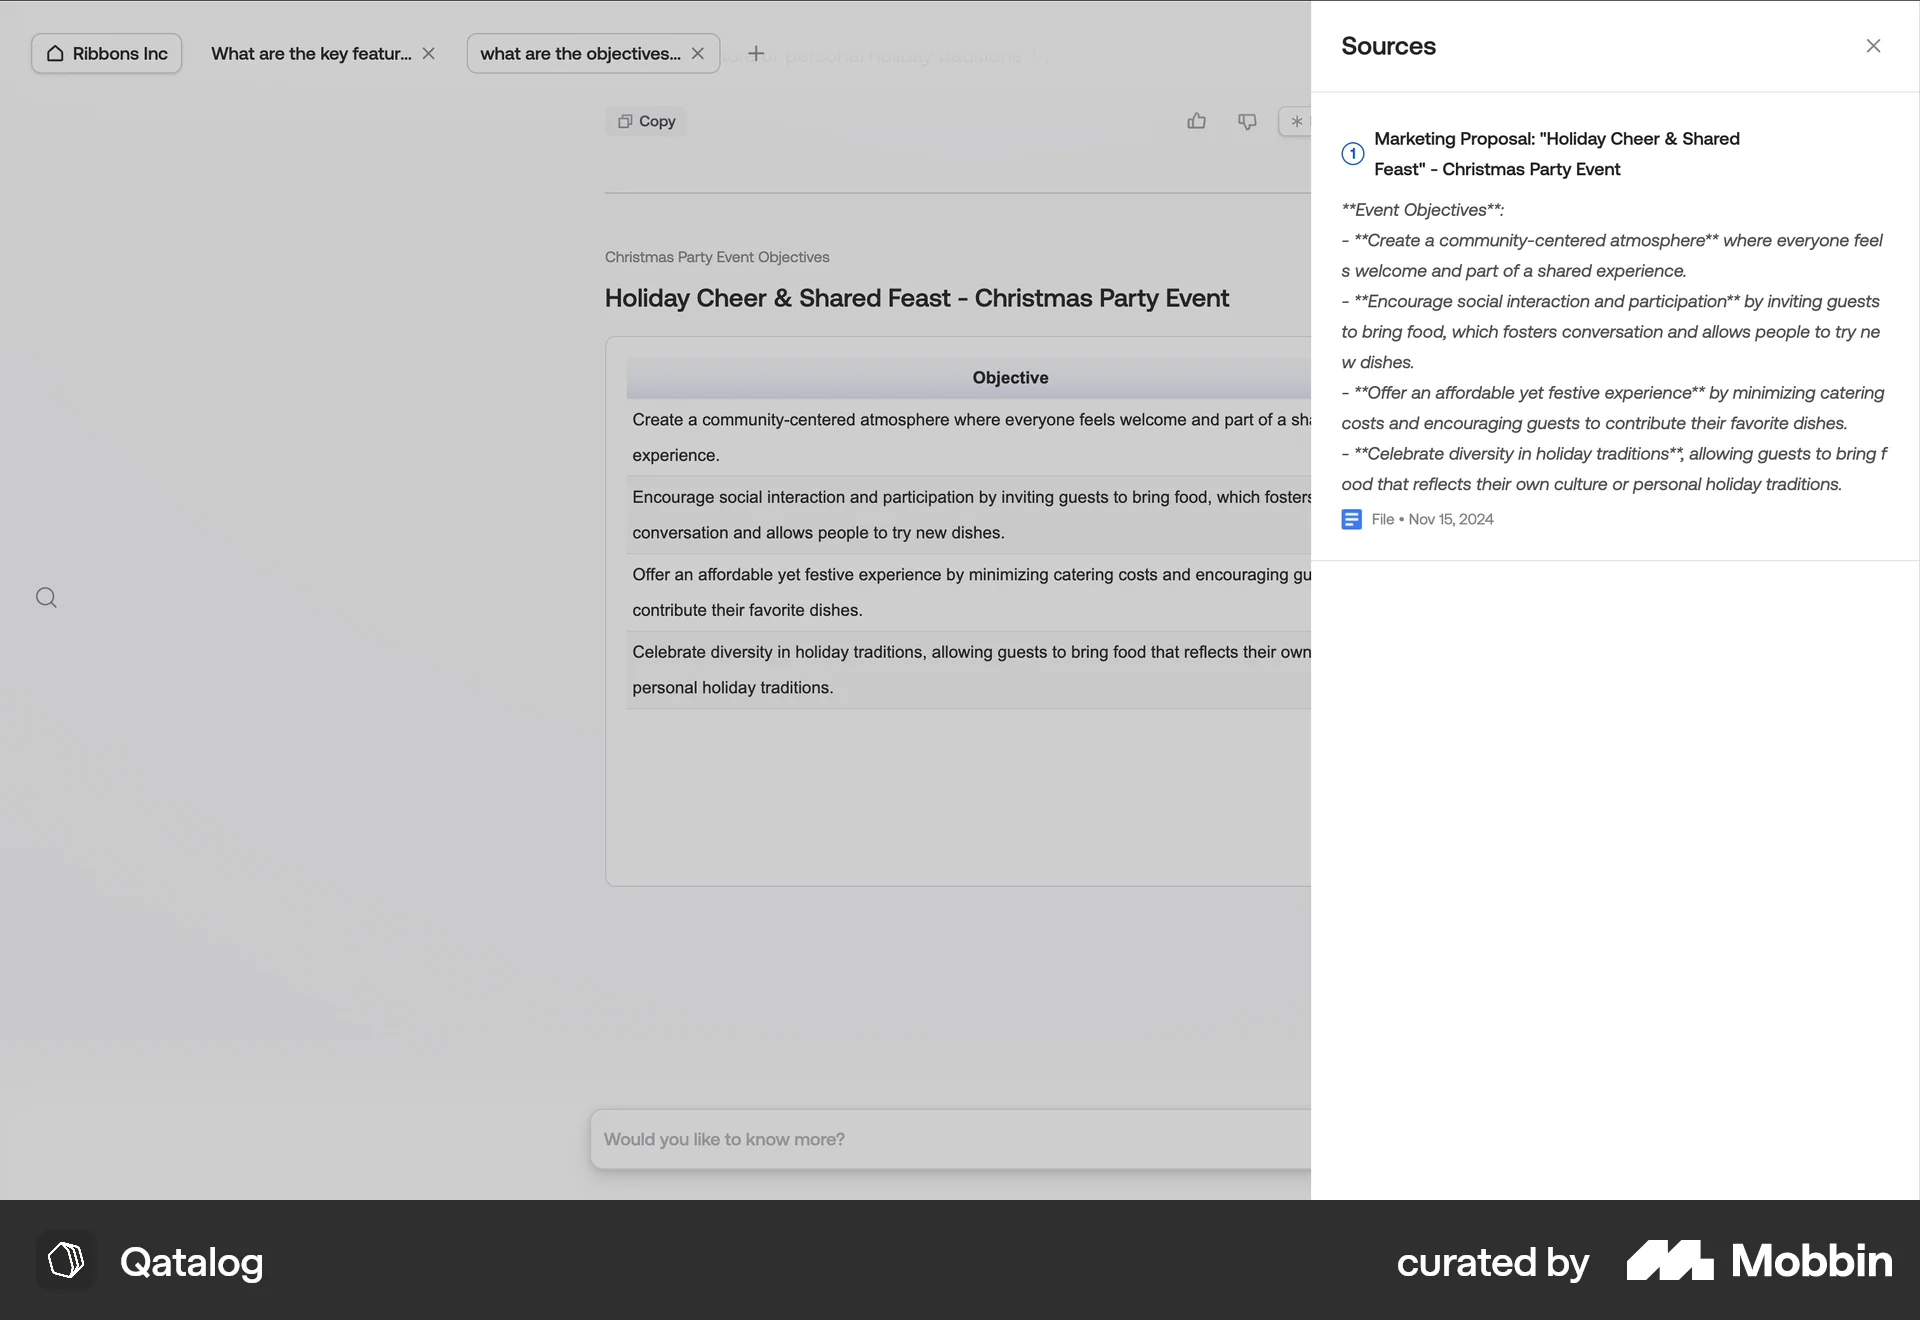 Ribbons Inc
What are the key featur...
what are the objectives...
ture or personal holiday traditions
Copy
Christmas Party Event Objectives
Holiday Cheer & Shared Feast - Christmas Party Event
Objective
Create a community-centered atmosphere where everyone feels welcome and part of a sha
experience.
Encourage social interaction and participation by inviting guests to bring food, which fosters
conversation and allows people to try new dishes.
Offer an affordable yet festive experience by minimizing catering costs and encouraging gu
contribute their favorite dishes.
Celebrate diversity in holiday traditions, allowing guests to bring food that reflects their own
personal holiday traditions.
Would you like to know more?
Sources
1
Marketing Proposal: "Holiday Cheer & Shared
Feast" - Christmas Party Event
**Event Objectives**:
- **Create a community-centered atmosphere** where everyone feel
s welcome and part of a shared experience.
- **Encourage social interaction and participation** by inviting guests
to bring food, which fosters conversation and allows people to try ne
w dishes.
- **Offer an affordable yet festive experience** by minimizing catering
costs and encouraging guests to contribute their favorite dishes.
- **Celebrate diversity in holiday traditions**, allowing guests to bring f
ood that reflects their own culture or personal holiday traditions.
File • Nov 15, 2024
Qatalog
curated by Mobbin